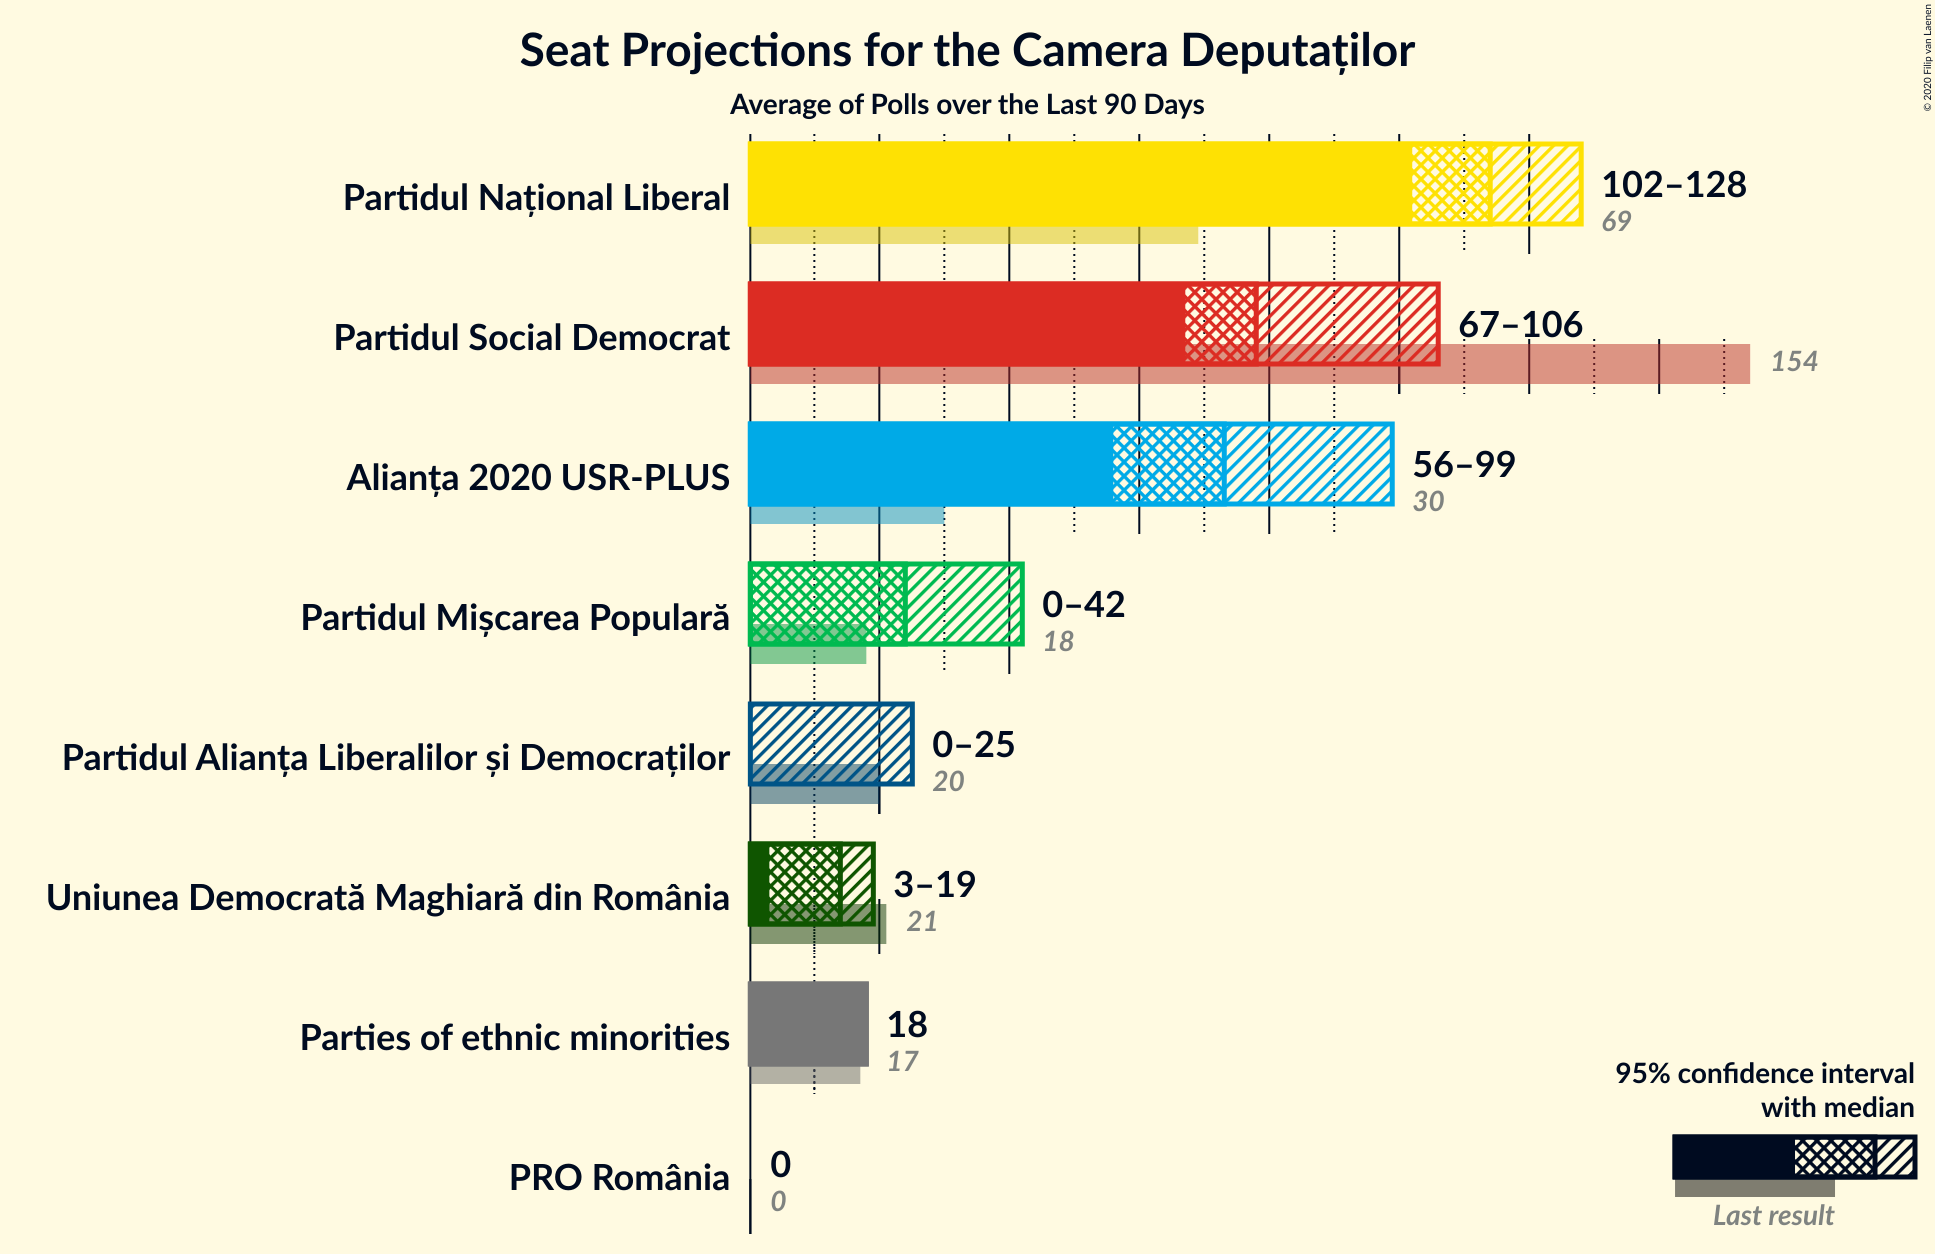 Seat Projections for the Camera Deputaților
Average of Polls over the Last 90 Days
© 2020 Filip van Laenen
Partidul Național Liberal
102–128
69
Partidul Social Democrat
67–106
154
Alianța 2020 USR-PLUS
56–99
30
Partidul Mișcarea Populară
0–42
18
Partidul Alianța Liberalilor și Democraților
0–25
20
Uniunea Democrată Maghiară din România
3–19
21
Parties of ethnic minorities
18
17
PRO România
0
0
95% confidence interval
with median
Last result